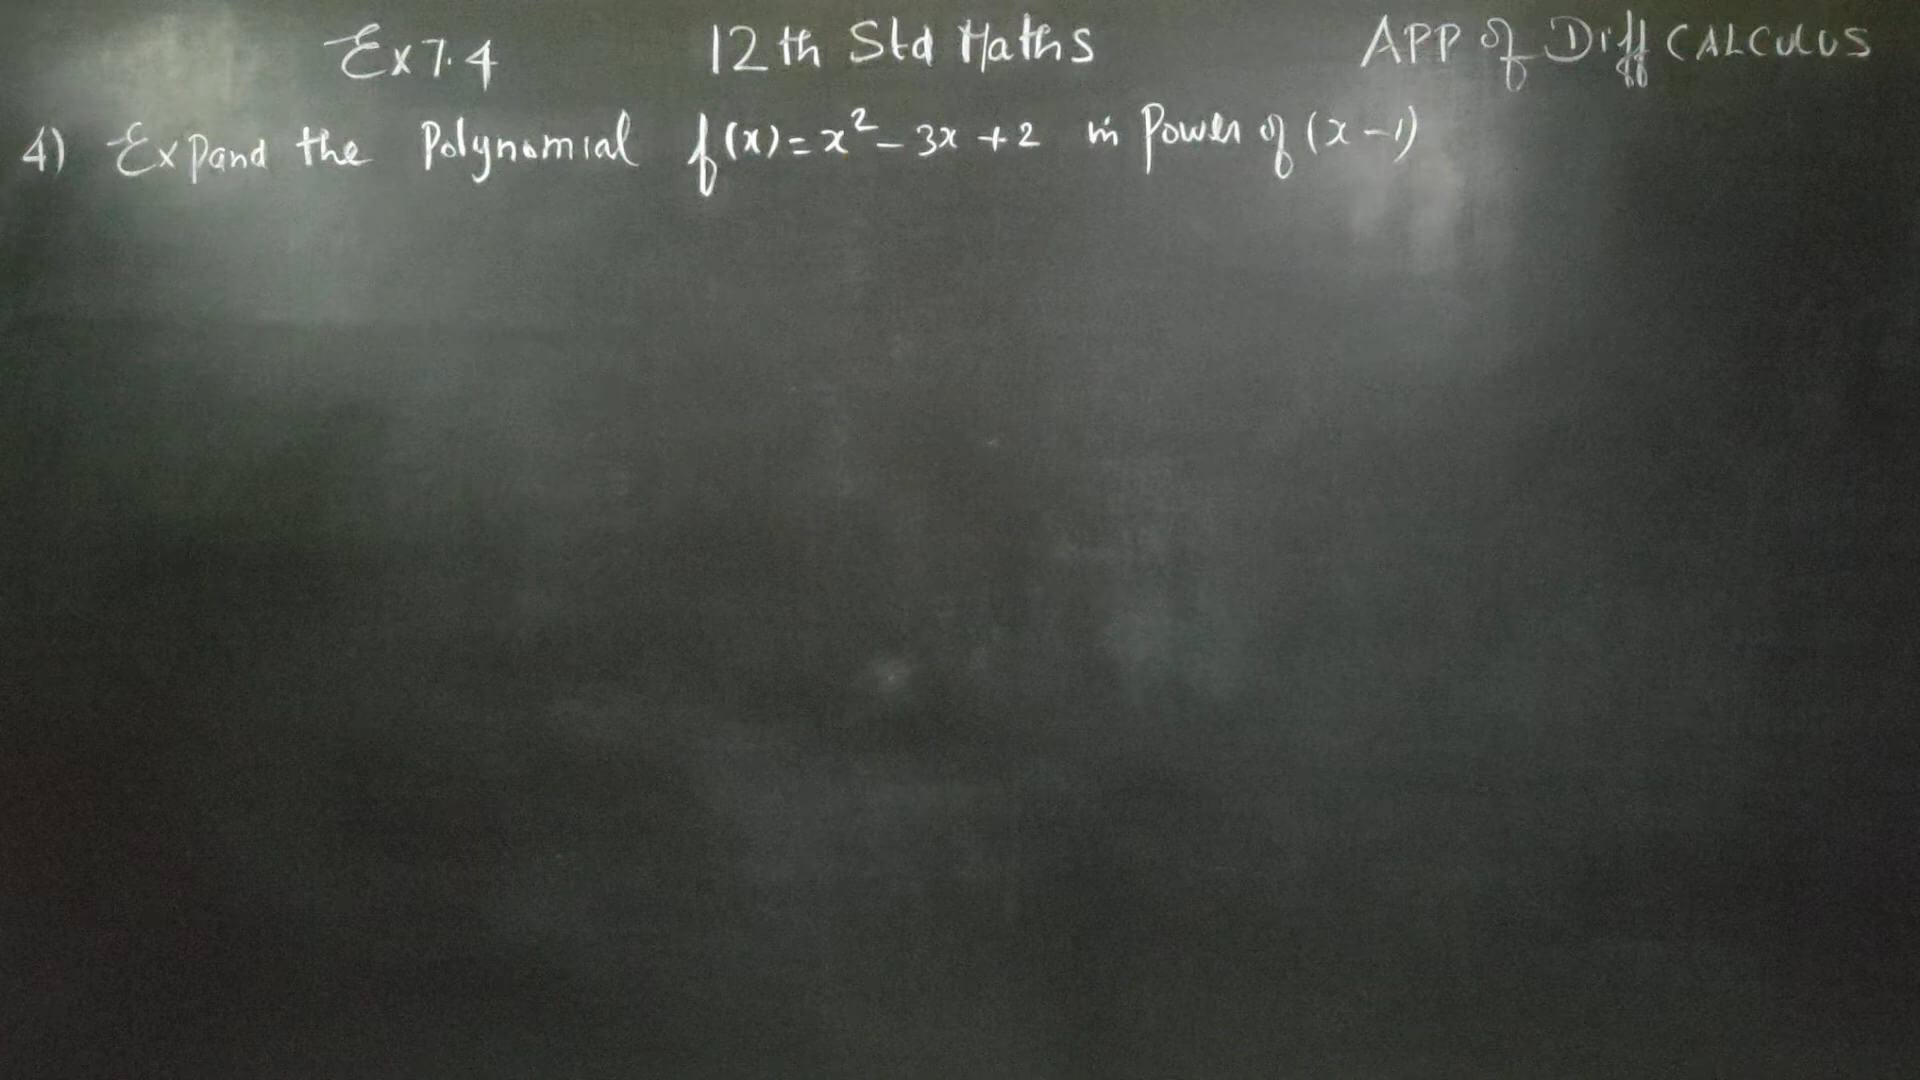 Ex 7.4 12th Std Maths APP of Diff CALCULUS
4) Expand the Polynomial f(x) = x² - 3x + 2 in Power of (x - 1)